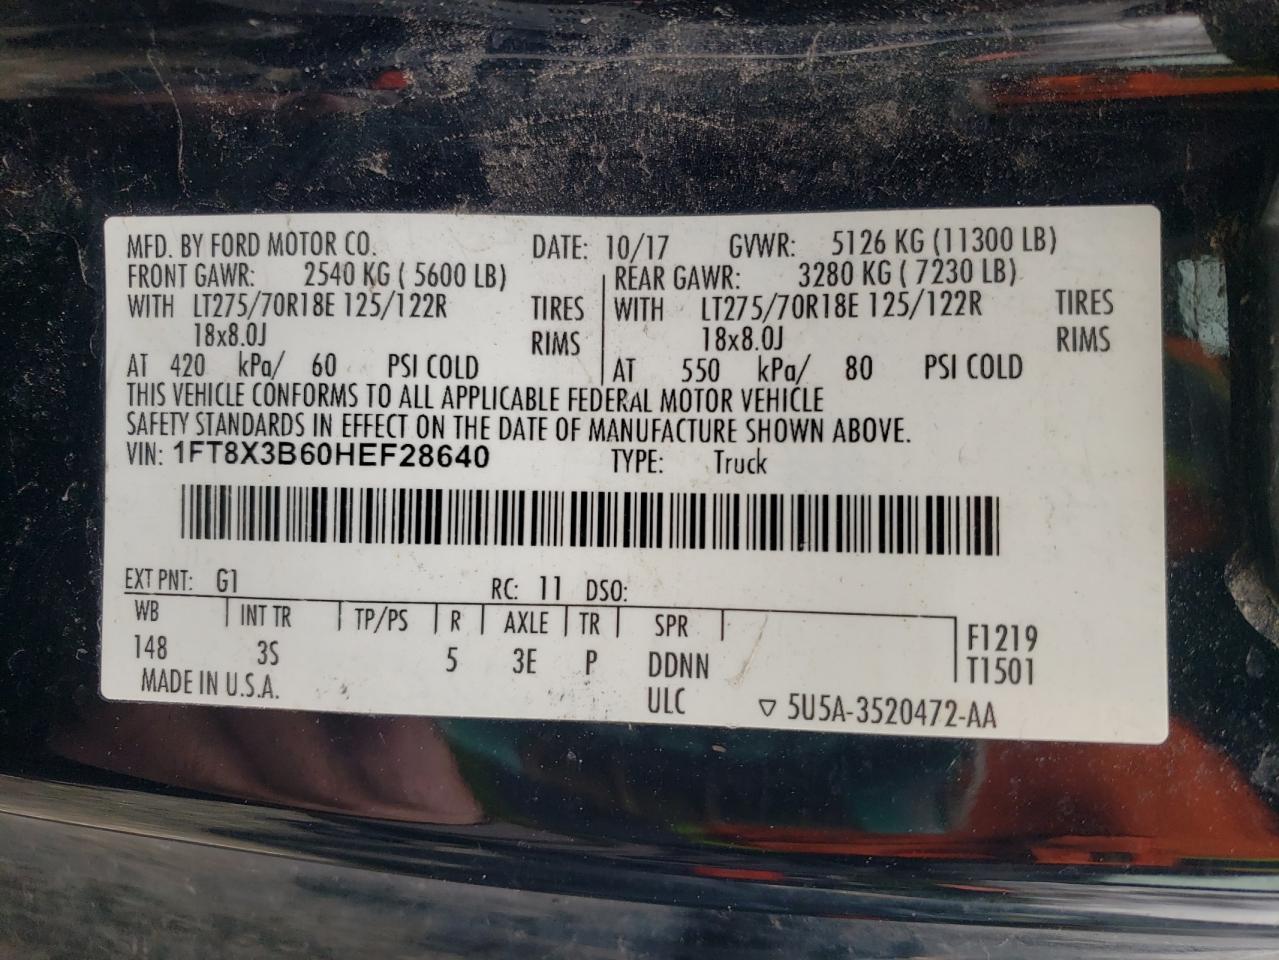 MFD. BY FORD MOTOR CO. DATE: 10/17 GVWR: 5126 KG (11300 LB)
FRONT GAWR: 2540 KG ( 5600 LB) REAR GAWR: 3280 KG ( 7230 LB)
WITH LT275/70R18E 125/122R TIRES WITH LT275/70R18E 125/122R TIRES
18x8.0J RIMS 18x8.0J RIMS
AT 420 kPa/ 60 PSI COLD AT 550 kPa/ 80 PSI COLD
THIS VEHICLE CONFORMS TO ALL APPLICABLE FEDERAL MOTOR VEHICLE
SAFETY STANDARDS IN EFFECT ON THE DATE OF MANUFACTURE SHOWN ABOVE.
VIN: 1FT8X3B60HEF28640 TYPE: Truck
EXT PNT: G1 RC: 11 DSO:
WB INT TR TP/PS R AXLE TR SPR F1219
148 3S 5 3E P DDNN T1501
MADE IN U.S.A. ULC ▽ 5U5A-3520472-AA